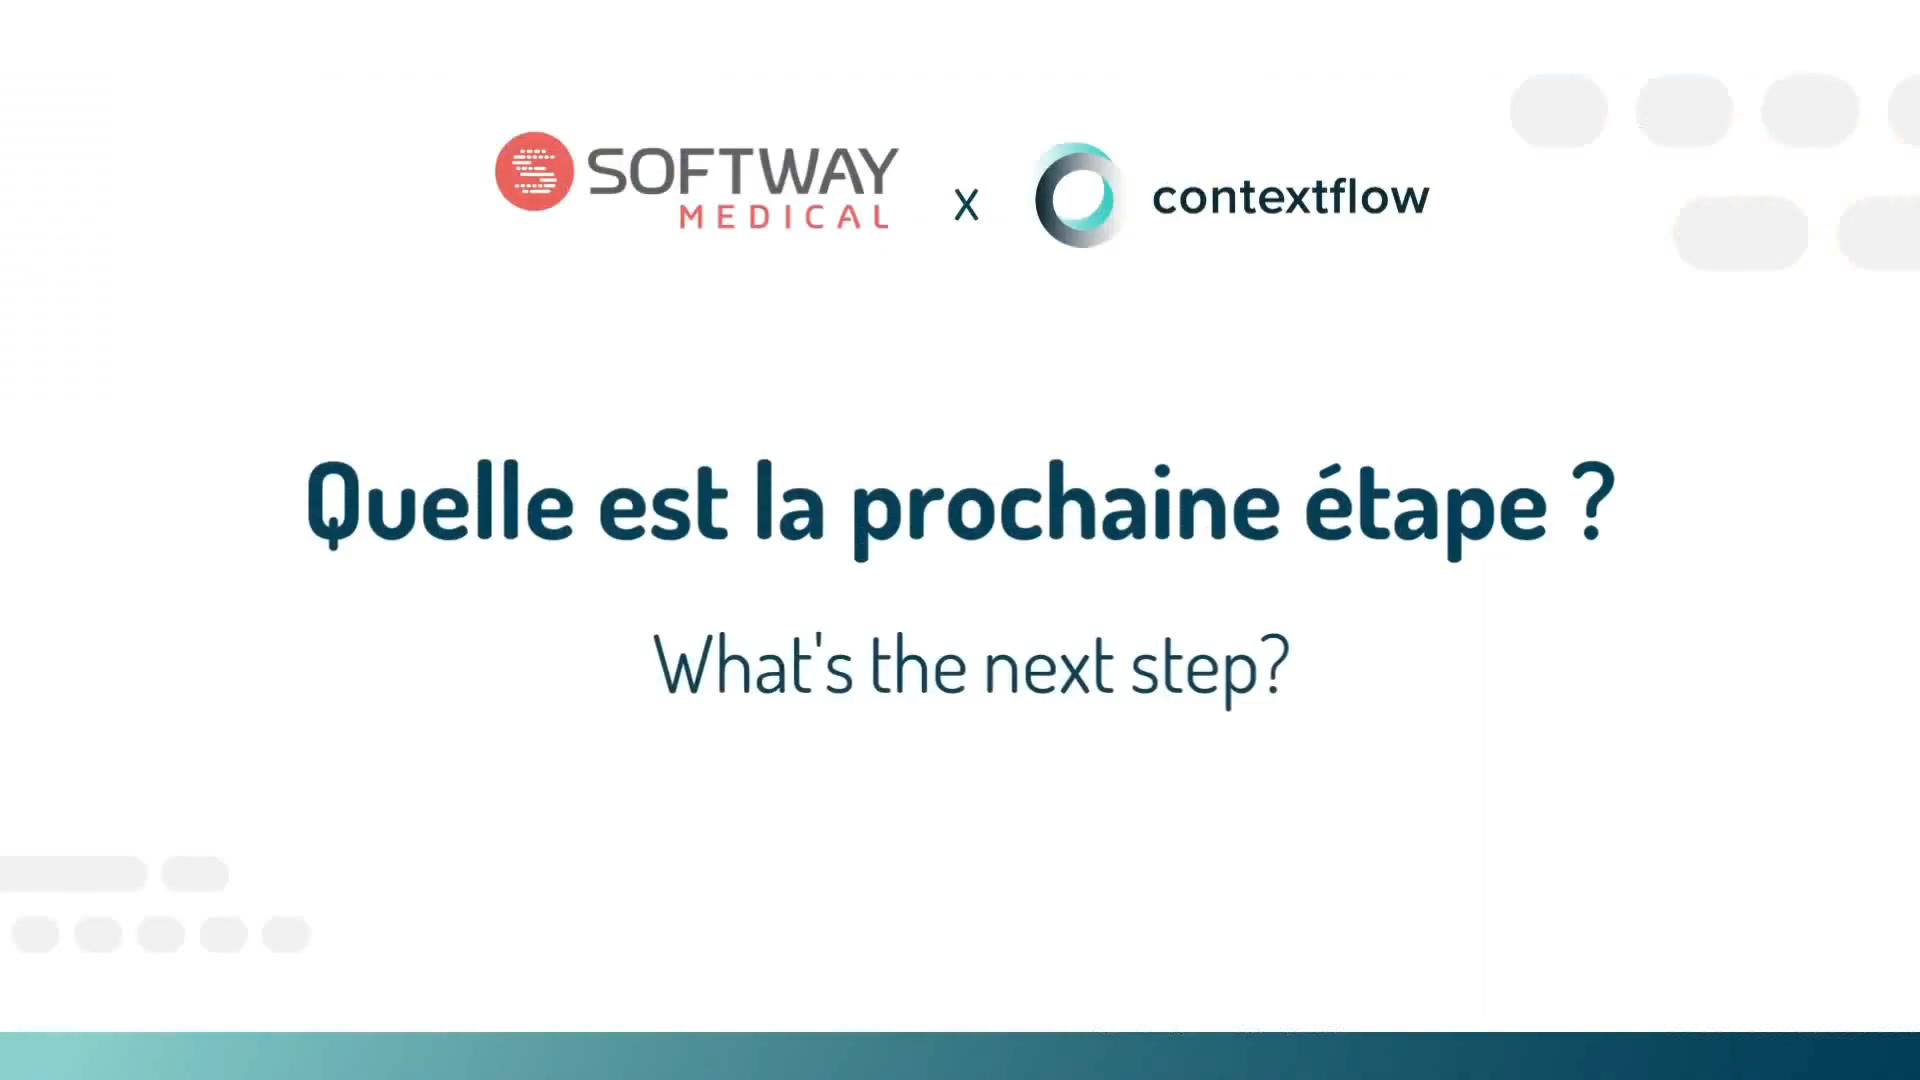 SOFTWAY
MEDICAL
x
contextflow
Quelle est la prochaine étape ?
What's the next step?